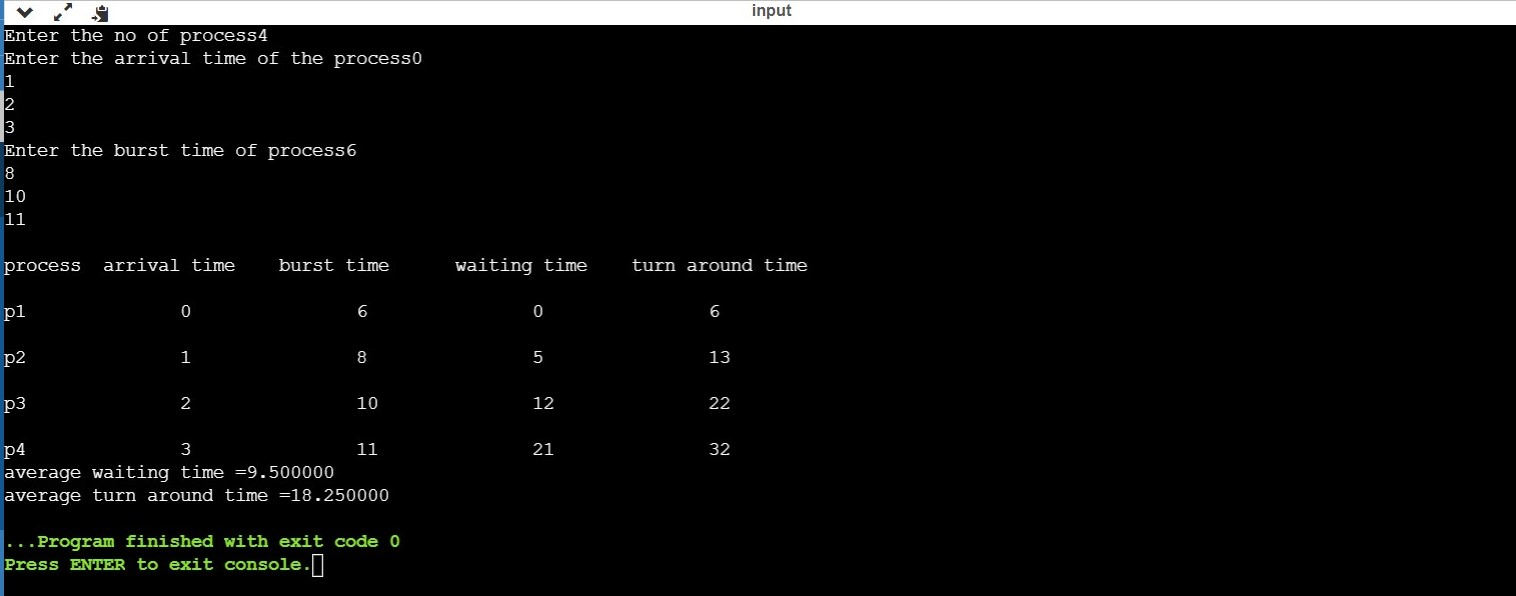 input
Enter the no of process4
Enter the arrival time of the process0
1
2
3
Enter the burst time of process6
8
10
11
process arrival time burst time waiting time turn around time
p1 0 6 0 6
p2 1 8 5 13
p3 2 10 12 22
p4 3 11 21 32
average waiting time =9.500000
average turn around time =18.250000
...Program finished with exit code 0
Press ENTER to exit console.